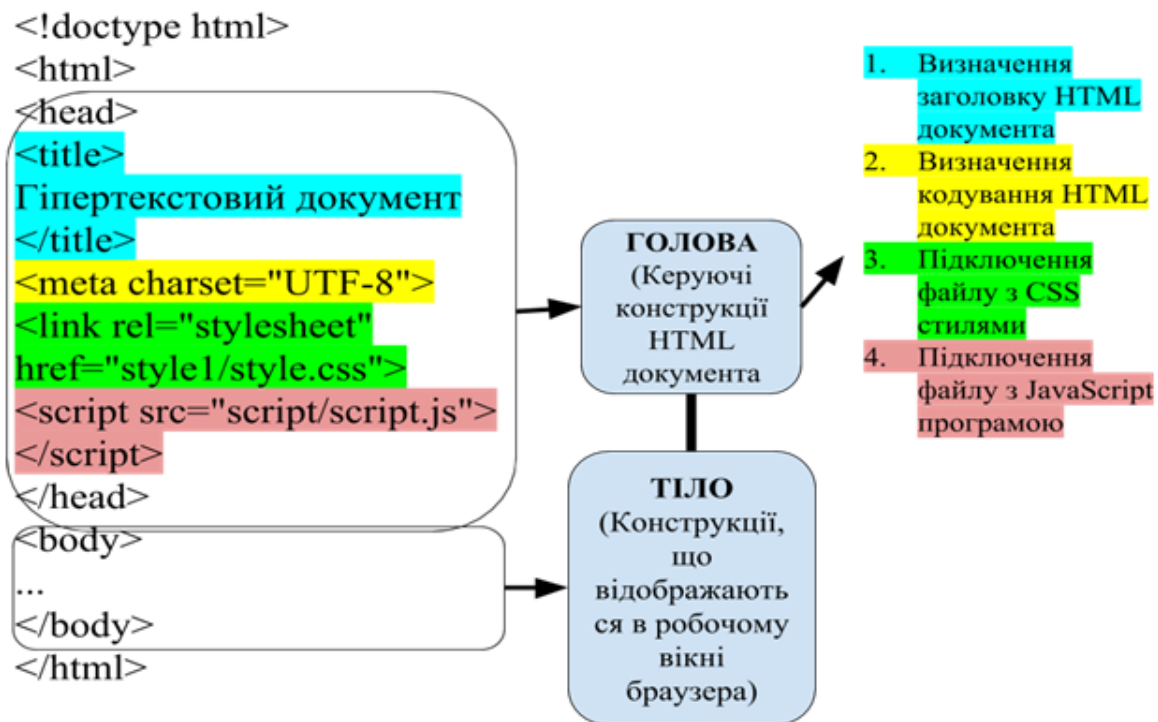 <!doctype html>
<html>
<head>
<title>
Гіпертекстовий документ
</title>
<meta charset="UTF-8">
<link rel="stylesheet"
href="style1/style.css">
<script src="script/script.js">
</script>
</head>
<body>
...
</body>
</html>
ГОЛОВА
(Керуючі
конструкції
HTML
документа
ТІЛО
(Конструкції,
що
відображають
ся в робочому
вікні
браузера)
1. Визначення
заголовку HTML
документа
2. Визначення
кодування HTML
документа
3. Підключення
файлу з CSS
стилями
4. Підключення
файлу з JavaScript
програмою